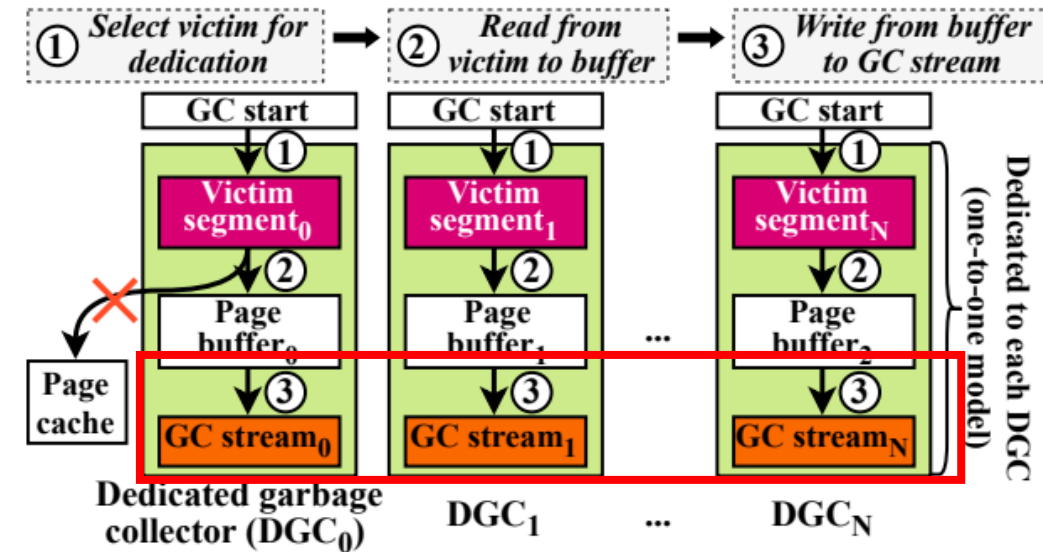 ① Select victim for dedication
② Read from victim to buffer
③ Write from buffer to GC stream
GC start
GC start
GC start
①
①
①
Victim segment₀
Victim segment₁
Victim segment_N
②
②
②
Page buffer₀
Page buffer₁
...
Page buffer₂
Page cache
③
③
③
GC stream₀
GC stream₁
GC stream_N
Dedicated to each DGC
(one-to-one model)
Dedicated garbage
collector (DGC₀)
DGC₁
...
DGC_N